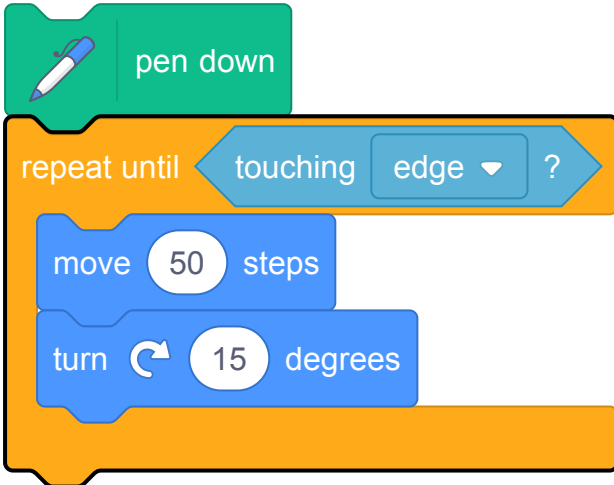 pen down
repeat until touching edge ?
move 50 steps
turn 15 degrees